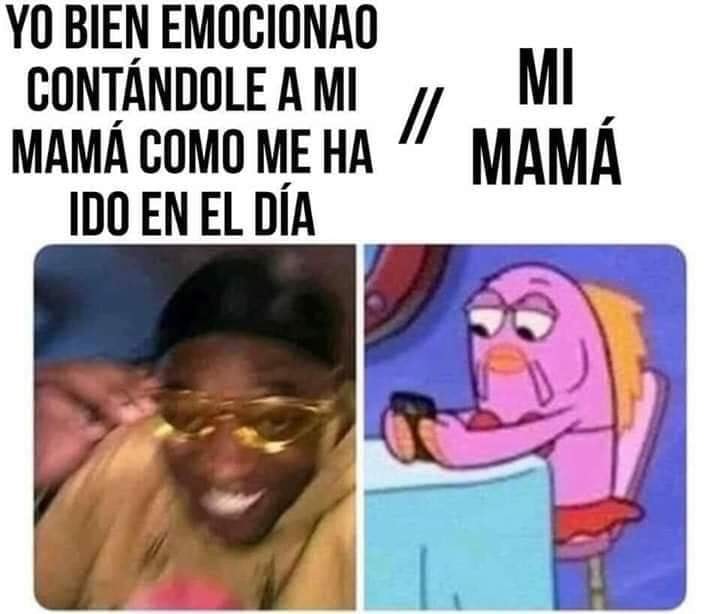 YO BIEN EMOCIONAO
CONTÁNDOLE A MI
MAMÁ COMO ME HA
IDO EN EL DÍA
//
MI
MAMÁ